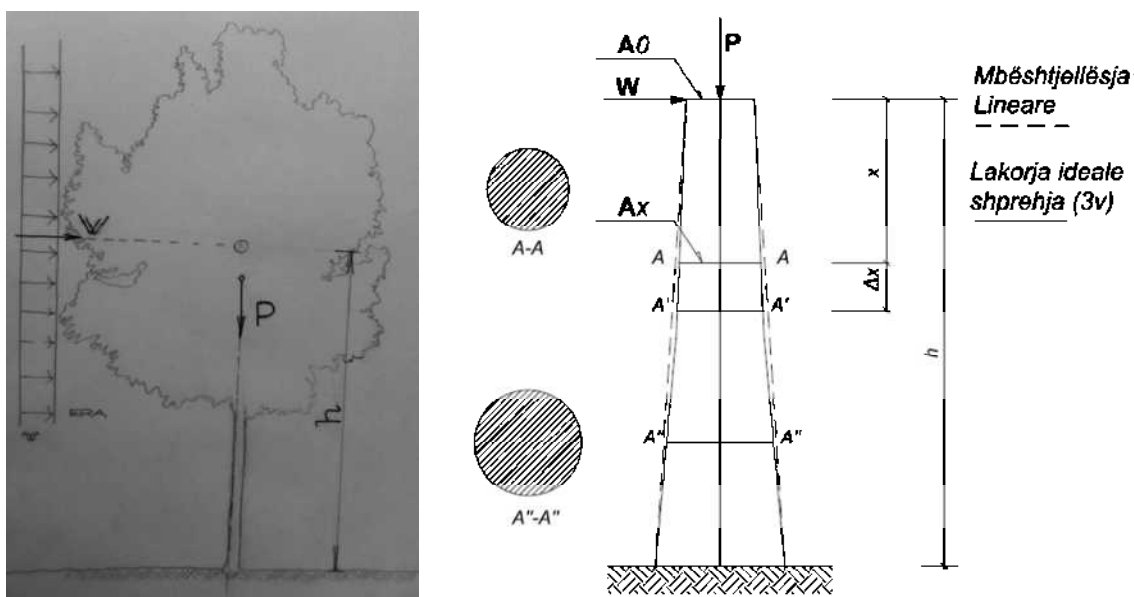 W
P
h
ERA
A0
P
W
Ax
A-A
A
A
A'
A'
A"
A"
A"-A"
x
Δx
h
Mbështjellësja
Lineare
Lakorja ideale
shprehja (3v)